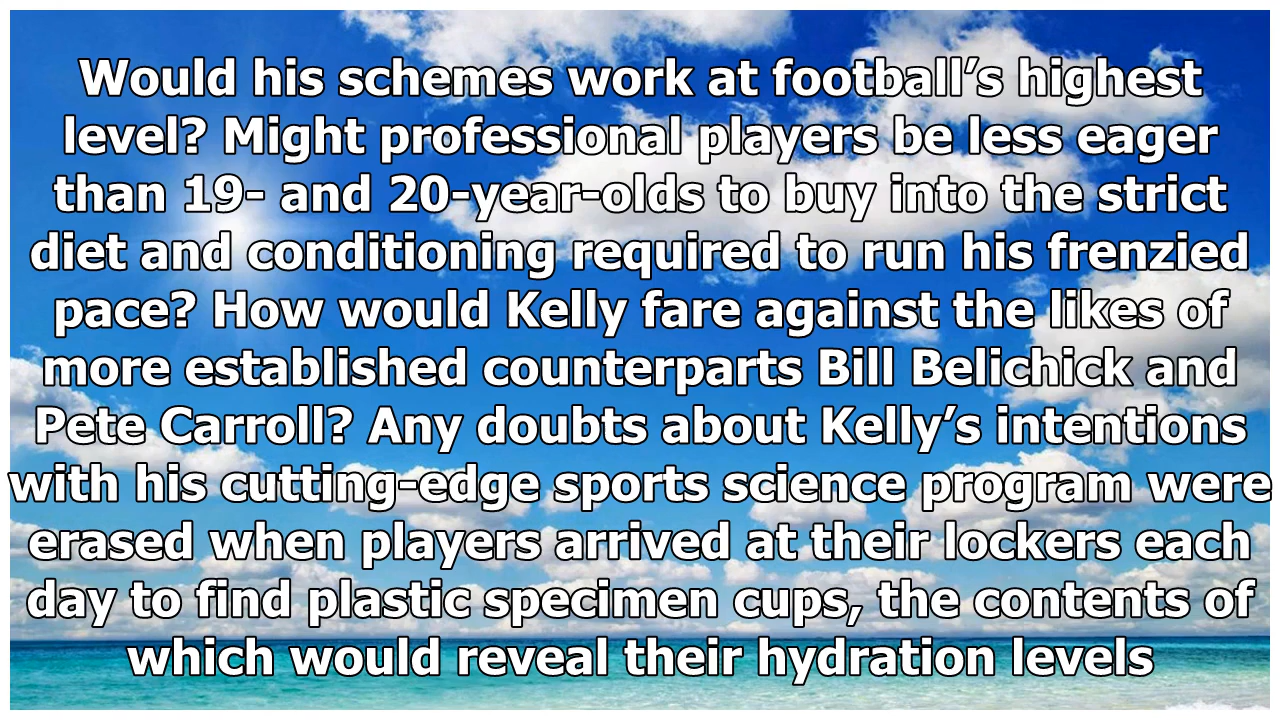 Would his schemes work at football’s highest
level? Might professional players be less eager
than 19- and 20-year-olds to buy into the strict
diet and conditioning required to run his frenzied
pace? How would Kelly fare against the likes of
more established counterparts Bill Belichick and
Pete Carroll? Any doubts about Kelly’s intentions
with his cutting-edge sports science program were
erased when players arrived at their lockers each
day to find plastic specimen cups, the contents of
which would reveal their hydration levels